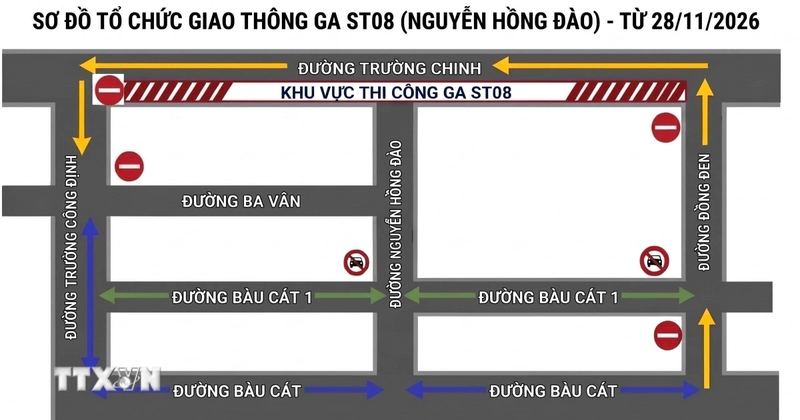 SƠ ĐỒ TỔ CHỨC GIAO THÔNG GA ST08 (NGUYỄN HỒNG ĐÀO) - TỪ 28/11/2026
ĐƯỜNG TRƯỜNG CHINH
KHU VỰC THI CÔNG GA ST08
ĐƯỜNG TRƯỜNG CÔNG ĐỊNH
ĐƯỜNG BA VÂN
ĐƯỜNG NGUYỄN HỒNG ĐÀO
ĐƯỜNG ĐỒNG ĐEN
ĐƯỜNG BÀU CÁT 1
ĐƯỜNG BÀU CÁT 1
TTXVN
ĐƯỜNG BÀU CÁT
ĐƯỜNG BÀU CÁT